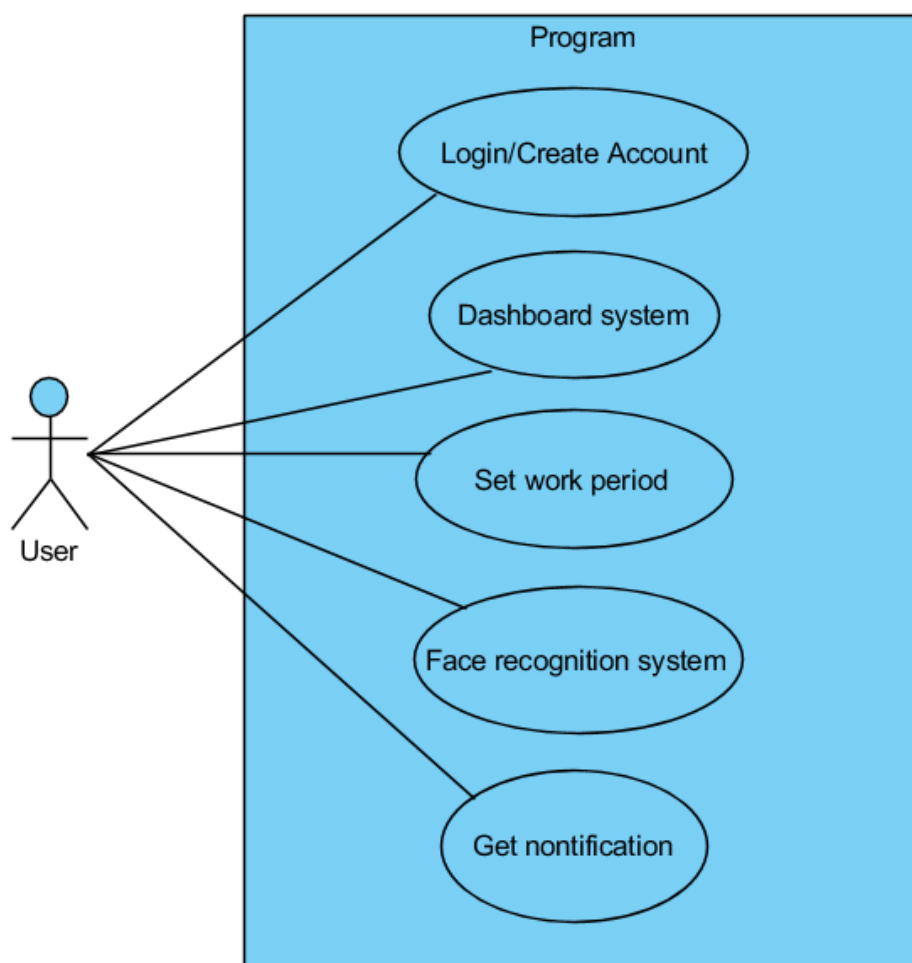 Program
Login/Create Account
Dashboard system
Set work period
User
Face recognition system
Get nontification